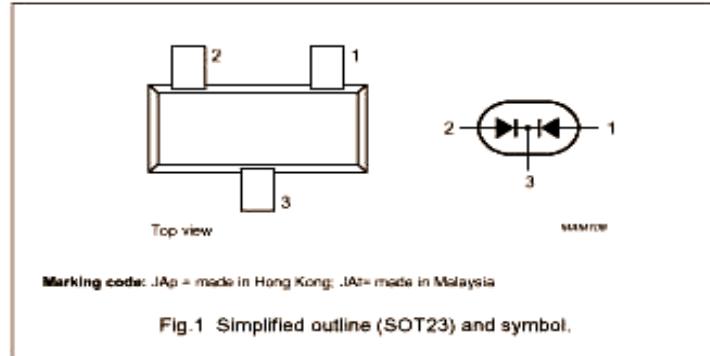 2 1
2 1
3
3
Top view
Marking code: JAp = made in Hong Kong; JAt= made in Malaysia
Fig.1 Simplified outline (SOT23) and symbol.